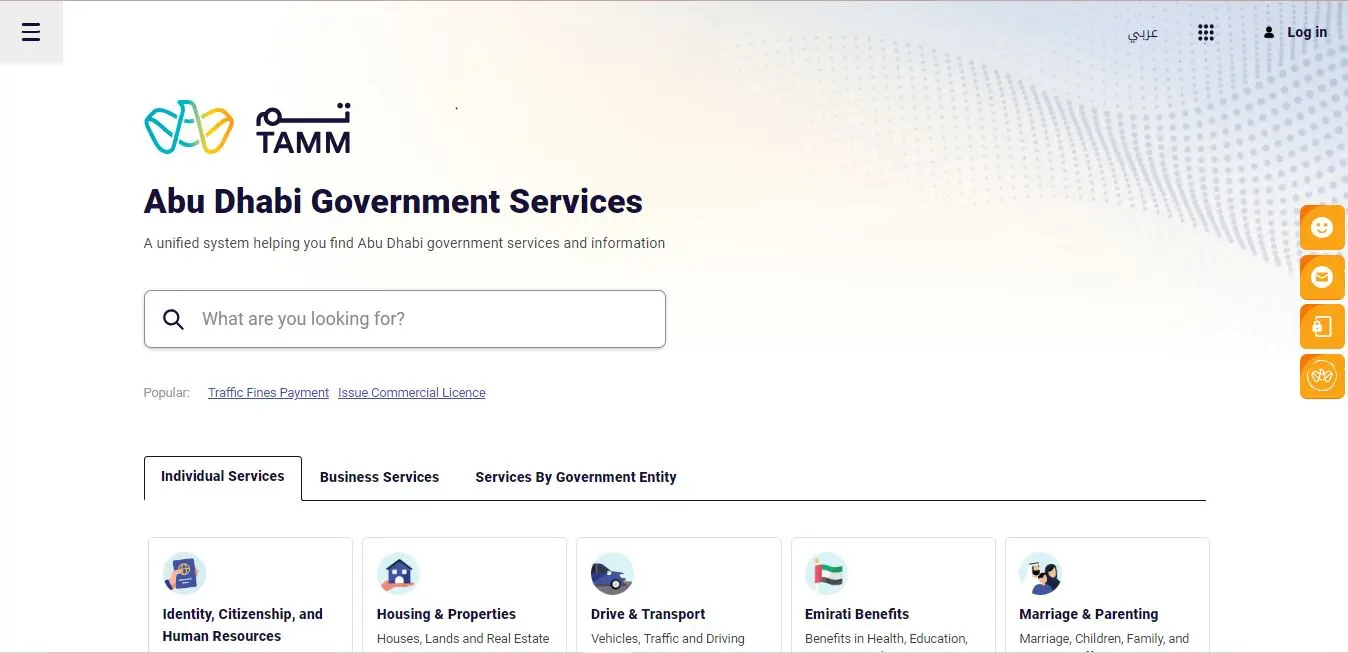 عربي
Log in
تم
TAMM
Abu Dhabi Government Services
A unified system helping you find Abu Dhabi government services and information
What are you looking for?
Popular: Traffic Fines Payment Issue Commercial Licence
Individual Services Business Services Services By Government Entity
Identity, Citizenship, and
Human Resources
Housing & Properties
Houses, Lands and Real Estate
Drive & Transport
Vehicles, Traffic and Driving
Emirati Benefits
Benefits in Health, Education,
Marriage & Parenting
Marriage, Children, Family, and